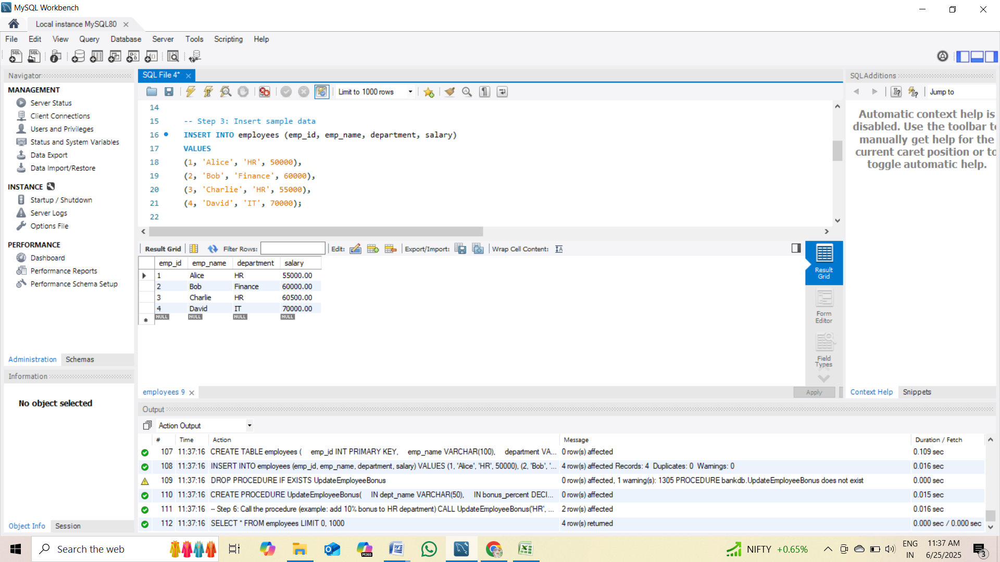 MySQL Workbench
Local instance MySQL80
File Edit View Query Database Server Tools Scripting Help
Navigator
MANAGEMENT
Server Status
Client Connections
Users and Privileges
Status and System Variables
Data Export
Data Import/Restore
INSTANCE
Startup / Shutdown
Server Logs
Options File
PERFORMANCE
Dashboard
Performance Reports
Performance Schema Setup
Administration Schemas
Information
No object selected
Object Info Session
SQL File 4*
Limit to 1000 rows
14
15 -- Step 3: Insert sample data
16 INSERT INTO employees (emp_id, emp_name, department, salary)
17 VALUES
18 (1, 'Alice', 'HR', 50000),
19 (2, 'Bob', 'Finance', 60000),
20 (3, 'Charlie', 'HR', 55000),
21 (4, 'David', 'IT', 70000);
22
Result Grid Filter Rows: Edit: Export/Import: Wrap Cell Content:
emp_id emp_name department salary
1 Alice HR 55000.00
2 Bob Finance 60000.00
3 Charlie HR 60500.00
4 David IT 70000.00
NULL NULL NULL NULL
Result
Grid
Form
Editor
Field
Types
employees 9
Apply
SQLAdditions
Jump to
Automatic context help is
disabled. Use the toolbar to
manually get help for the
current caret position or to
toggle automatic help.
Context Help Snippets
Output
Action Output
# Time Action Message Duration / Fetch
107 11:37:16 CREATE TABLE employees ( emp_id INT PRIMARY KEY, emp_name VARCHAR(100), department VA... 0 row(s) affected 0.109 sec
108 11:37:16 INSERT INTO employees (emp_id, emp_name, department, salary) VALUES (1, 'Alice', 'HR', 50000), (2, 'Bob', '... 4 row(s) affected Records: 4 Duplicates: 0 Warnings: 0 0.016 sec
109 11:37:16 DROP PROCEDURE IF EXISTS UpdateEmployeeBonus 0 row(s) affected, 1 warning(s): 1305 PROCEDURE bankdb.UpdateEmployeeBonus does not exist 0.000 sec
110 11:37:16 CREATE PROCEDURE UpdateEmployeeBonus( IN dept_name VARCHAR(50), IN bonus_percent DECI... 0 row(s) affected 0.015 sec
111 11:37:16 -- Step 6: Call the procedure (example: add 10% bonus to HR department) CALL UpdateEmployeeBonus('HR', ... 2 row(s) affected 0.016 sec
112 11:37:16 SELECT * FROM employees LIMIT 0, 1000 4 row(s) returned 0.000 sec / 0.000 sec
Search the web
NIFTY +0.65%
ENG
IN
11:37 AM
6/25/2025
3